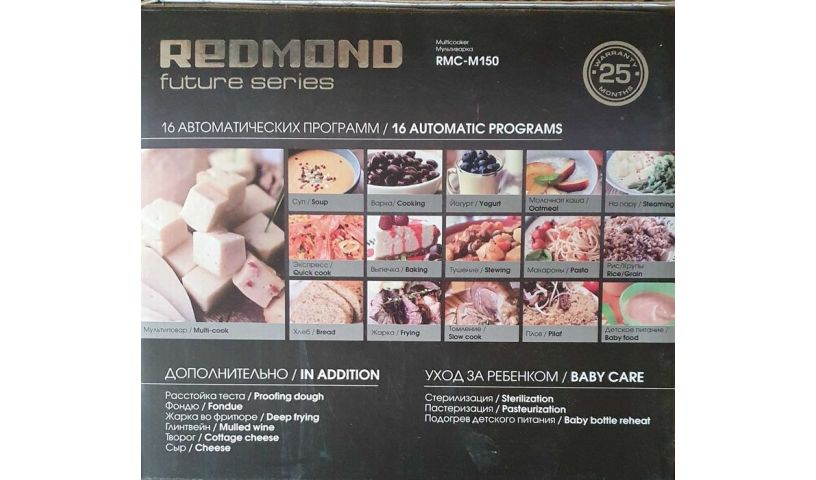 REDMOND
future series
Multicooker
Мультиварка
RMC-M150
WARRANTY
25
MONTHS
16 АВТОМАТИЧЕСКИХ ПРОГРАММ / 16 AUTOMATIC PROGRAMS
Мультиповар / Multi-cook
Суп / Soup
Варка / Cooking
Йогурт / Yogurt
Молочная каша /
Oatmeal
На пару / Steaming
Экспресс /
Quick cook
Выпечка / Baking
Тушение / Stewing
Макароны / Pasta
Рис/Крупы
Rice/Grain
Хлеб / Bread
Жарка / Frying
Томление /
Slow cook
Плов / Pilaf
Детское питание /
Baby food
ДОПОЛНИТЕЛЬНО / IN ADDITION
Расстойка теста / Proofing dough
Фондю / Fondue
Жарка во фритюре / Deep frying
Глинтвейн / Mulled wine
Творог / Cottage cheese
Сыр / Cheese
УХОД ЗА РЕБЕНКОМ / BABY CARE
Стерилизация / Sterilization
Пастеризация / Pasteurization
Подогрев детского питания / Baby bottle reheat